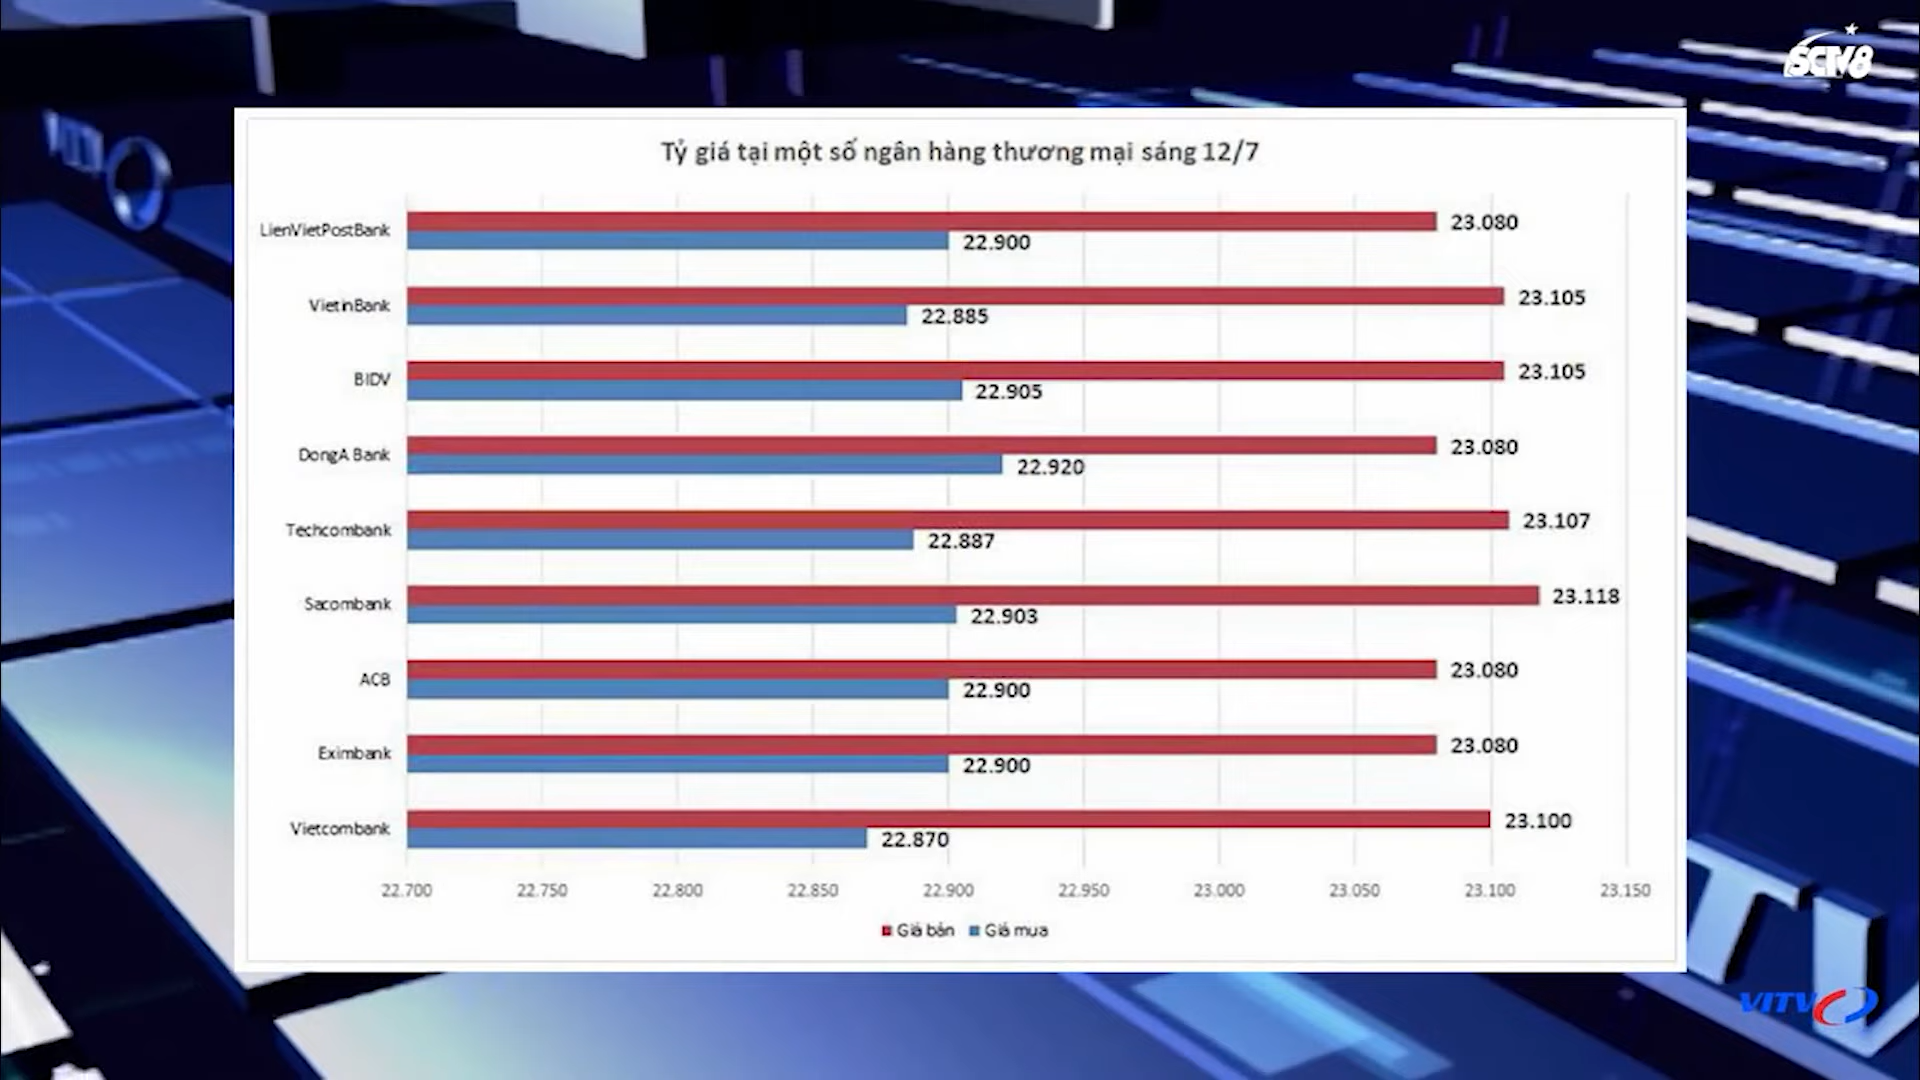 SCTV8
Tỷ giá tại một số ngân hàng thương mại sáng 12/7
LienVietPostBank
23.080
22.900
VietinBank
23.105
22.885
BIDV
23.105
22.905
DongA Bank
23.080
22.920
Techcombank
23.107
22.887
Sacombank
23.118
22.903
ACB
23.080
22.900
Eximbank
23.080
22.900
Vietcombank
23.100
22.870
22.700 22.750 22.800 22.850 22.900 22.950 23.000 23.050 23.100 23.150
Giá bán Giá mua
VITV